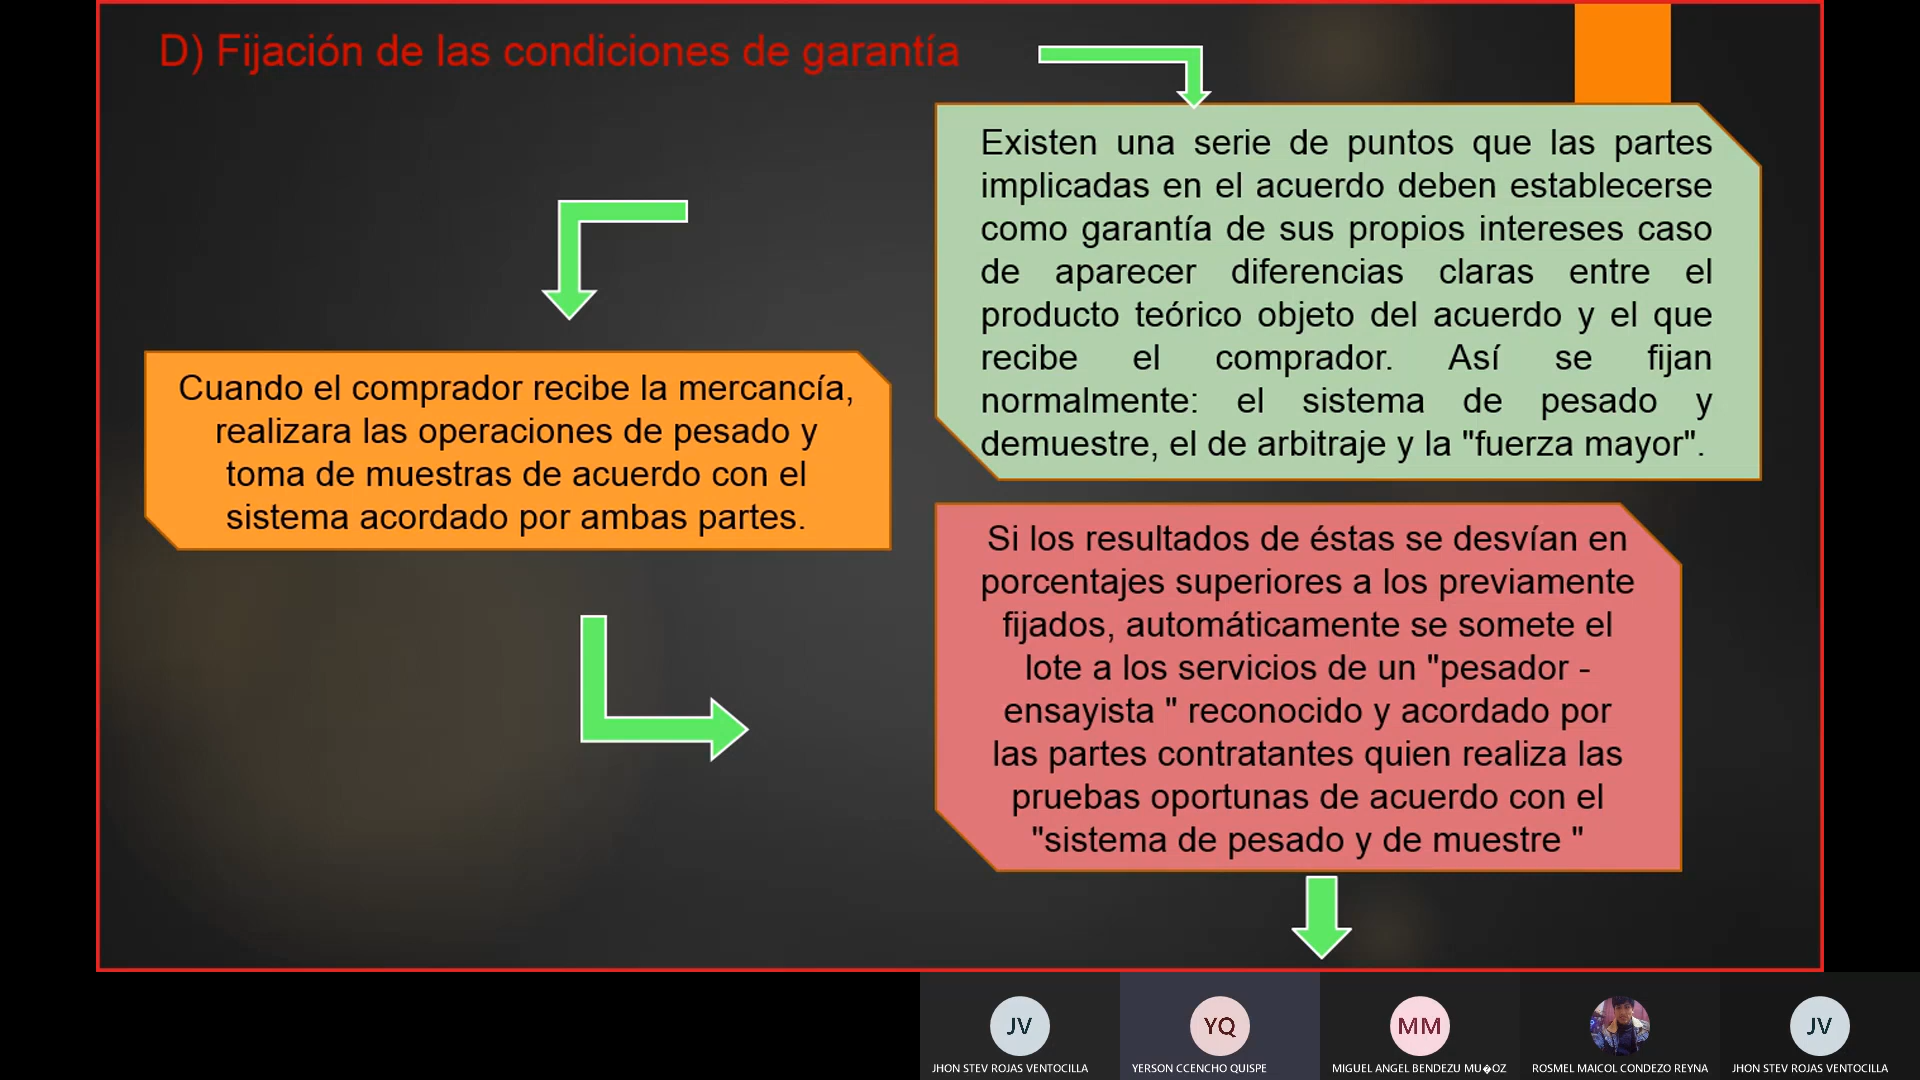 D) Fijación de las condiciones de garantía
Existen una serie de puntos que las partes
implicadas en el acuerdo deben establecerse
como garantía de sus propios intereses caso
de aparecer diferencias claras entre el
producto teórico objeto del acuerdo y el que
recibe el comprador. Así se fijan
normalmente: el sistema de pesado y
demuestre, el de arbitraje y la "fuerza mayor".
Cuando el comprador recibe la mercancía,
realizara las operaciones de pesado y
toma de muestras de acuerdo con el
sistema acordado por ambas partes.
Si los resultados de éstas se desvían en
porcentajes superiores a los previamente
fijados, automáticamente se somete el
lote a los servicios de un "pesador -
ensayista " reconocido y acordado por
las partes contratantes quien realiza las
pruebas oportunas de acuerdo con el
"sistema de pesado y de muestre "
JV
YQ
MM
JV
JHON STEV ROJAS VENTOCILLA
YERSON CCENCHO QUISPE
MIGUEL ANGEL BENDEZU MU�OZ
ROSMEL MAICOL CONDEZO REYNA
JHON STEV ROJAS VENTOCILLA